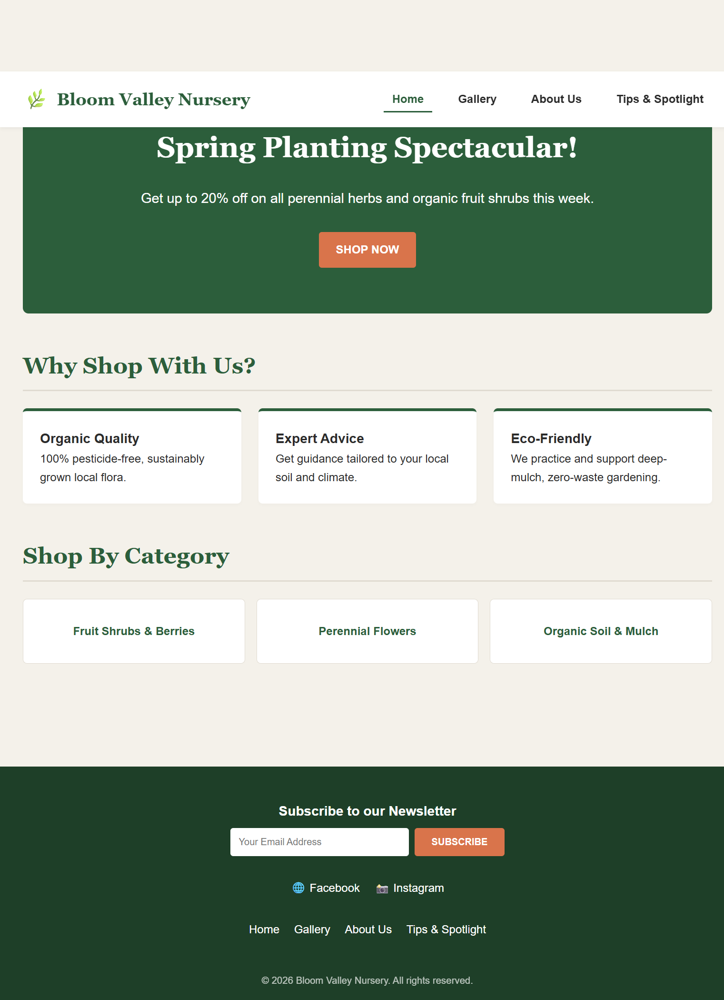 Bloom Valley Nursery
Home Gallery About Us Tips & Spotlight
Spring Planting Spectacular!
Get up to 20% off on all perennial herbs and organic fruit shrubs this week.
SHOP NOW
Why Shop With Us?
Organic Quality
100% pesticide-free, sustainably
grown local flora.
Expert Advice
Get guidance tailored to your local
soil and climate.
Eco-Friendly
We practice and support deep-
mulch, zero-waste gardening.
Shop By Category
Fruit Shrubs & Berries
Perennial Flowers
Organic Soil & Mulch
Subscribe to our Newsletter
Your Email Address
SUBSCRIBE
Facebook Instagram
Home Gallery About Us Tips & Spotlight
© 2026 Bloom Valley Nursery. All rights reserved.